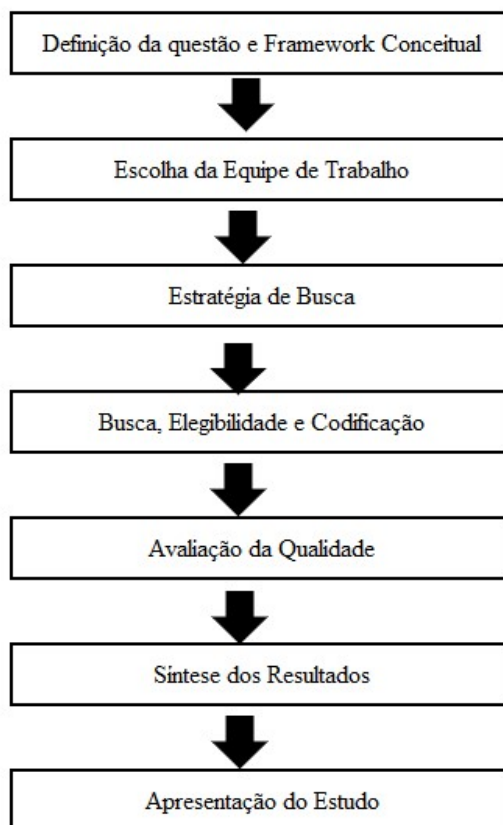 Definição da questão e Framework Conceitual
Escolha da Equipe de Trabalho
Estratégia de Busca
Busca, Elegibilidade e Codificação
Avaliação da Qualidade
Síntese dos Resultados
Apresentação do Estudo